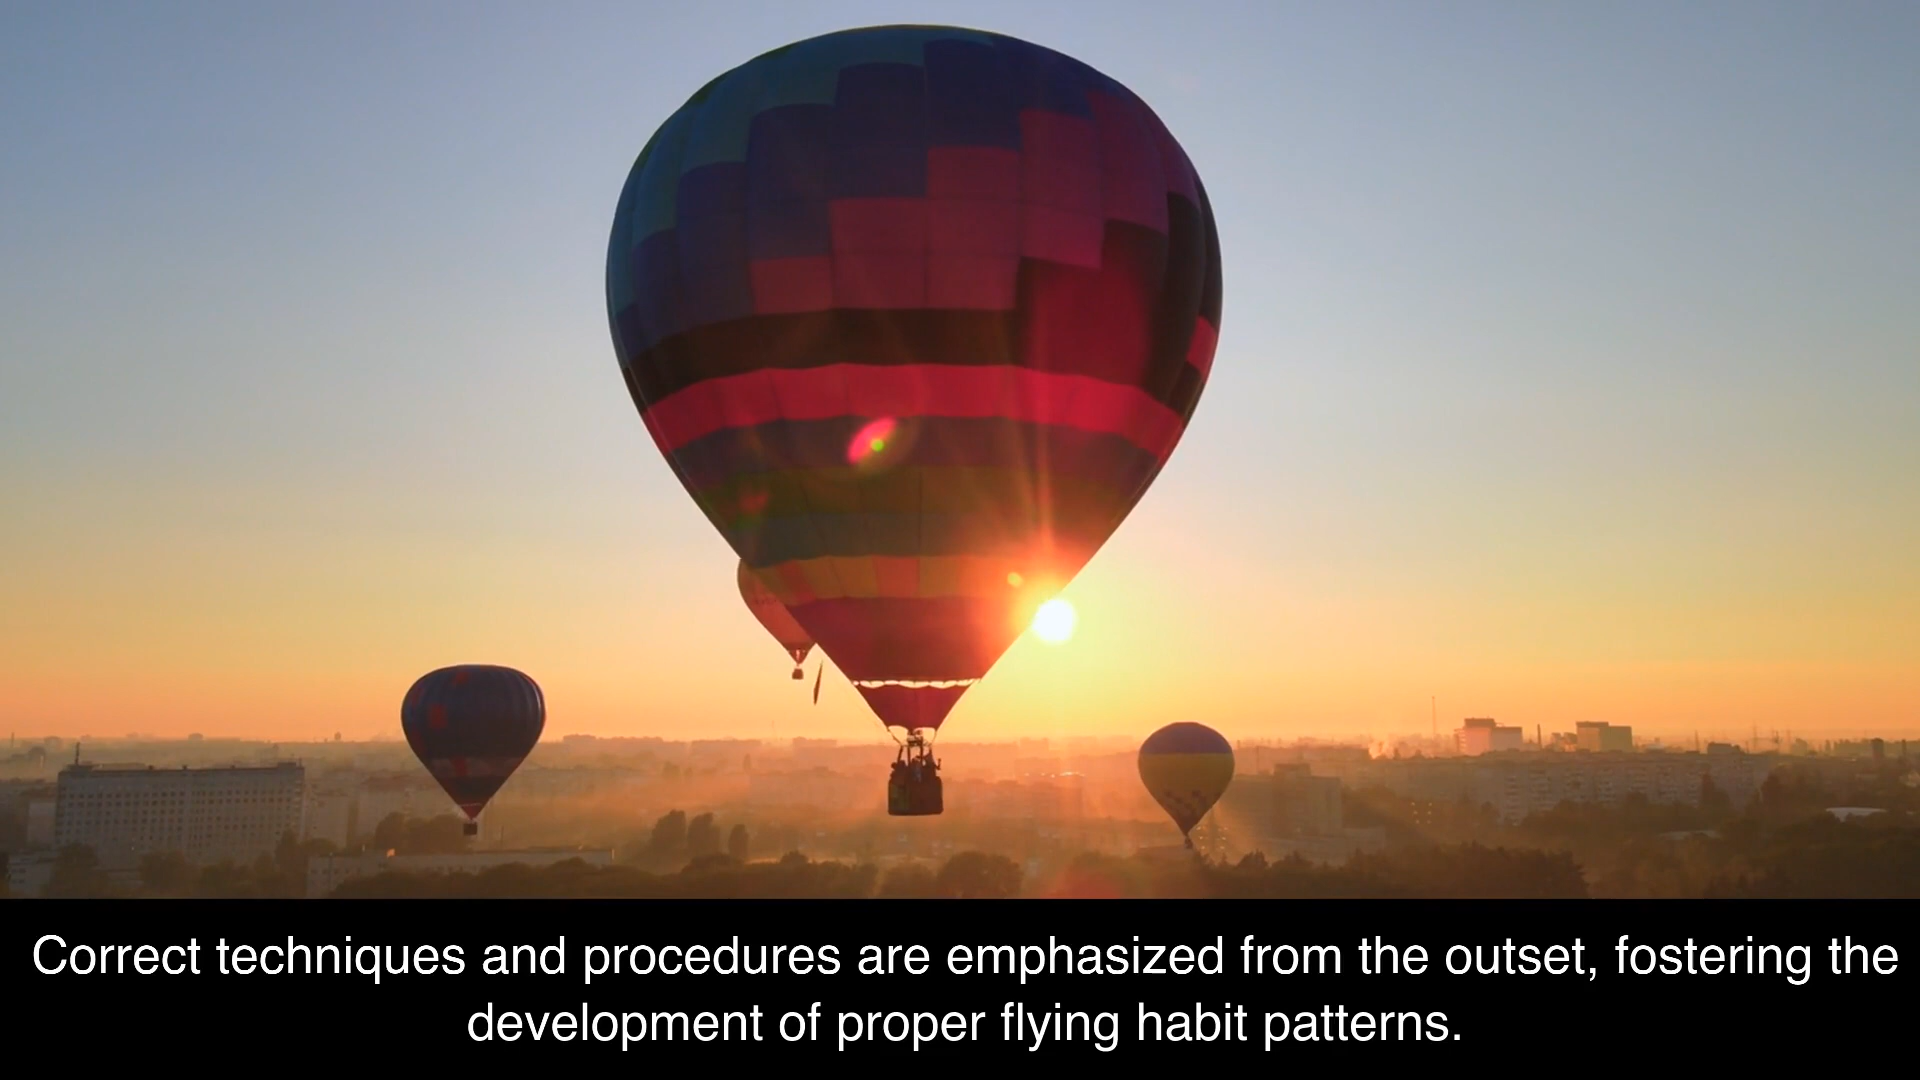 Correct techniques and procedures are emphasized from the outset, fostering the
development of proper flying habit patterns.